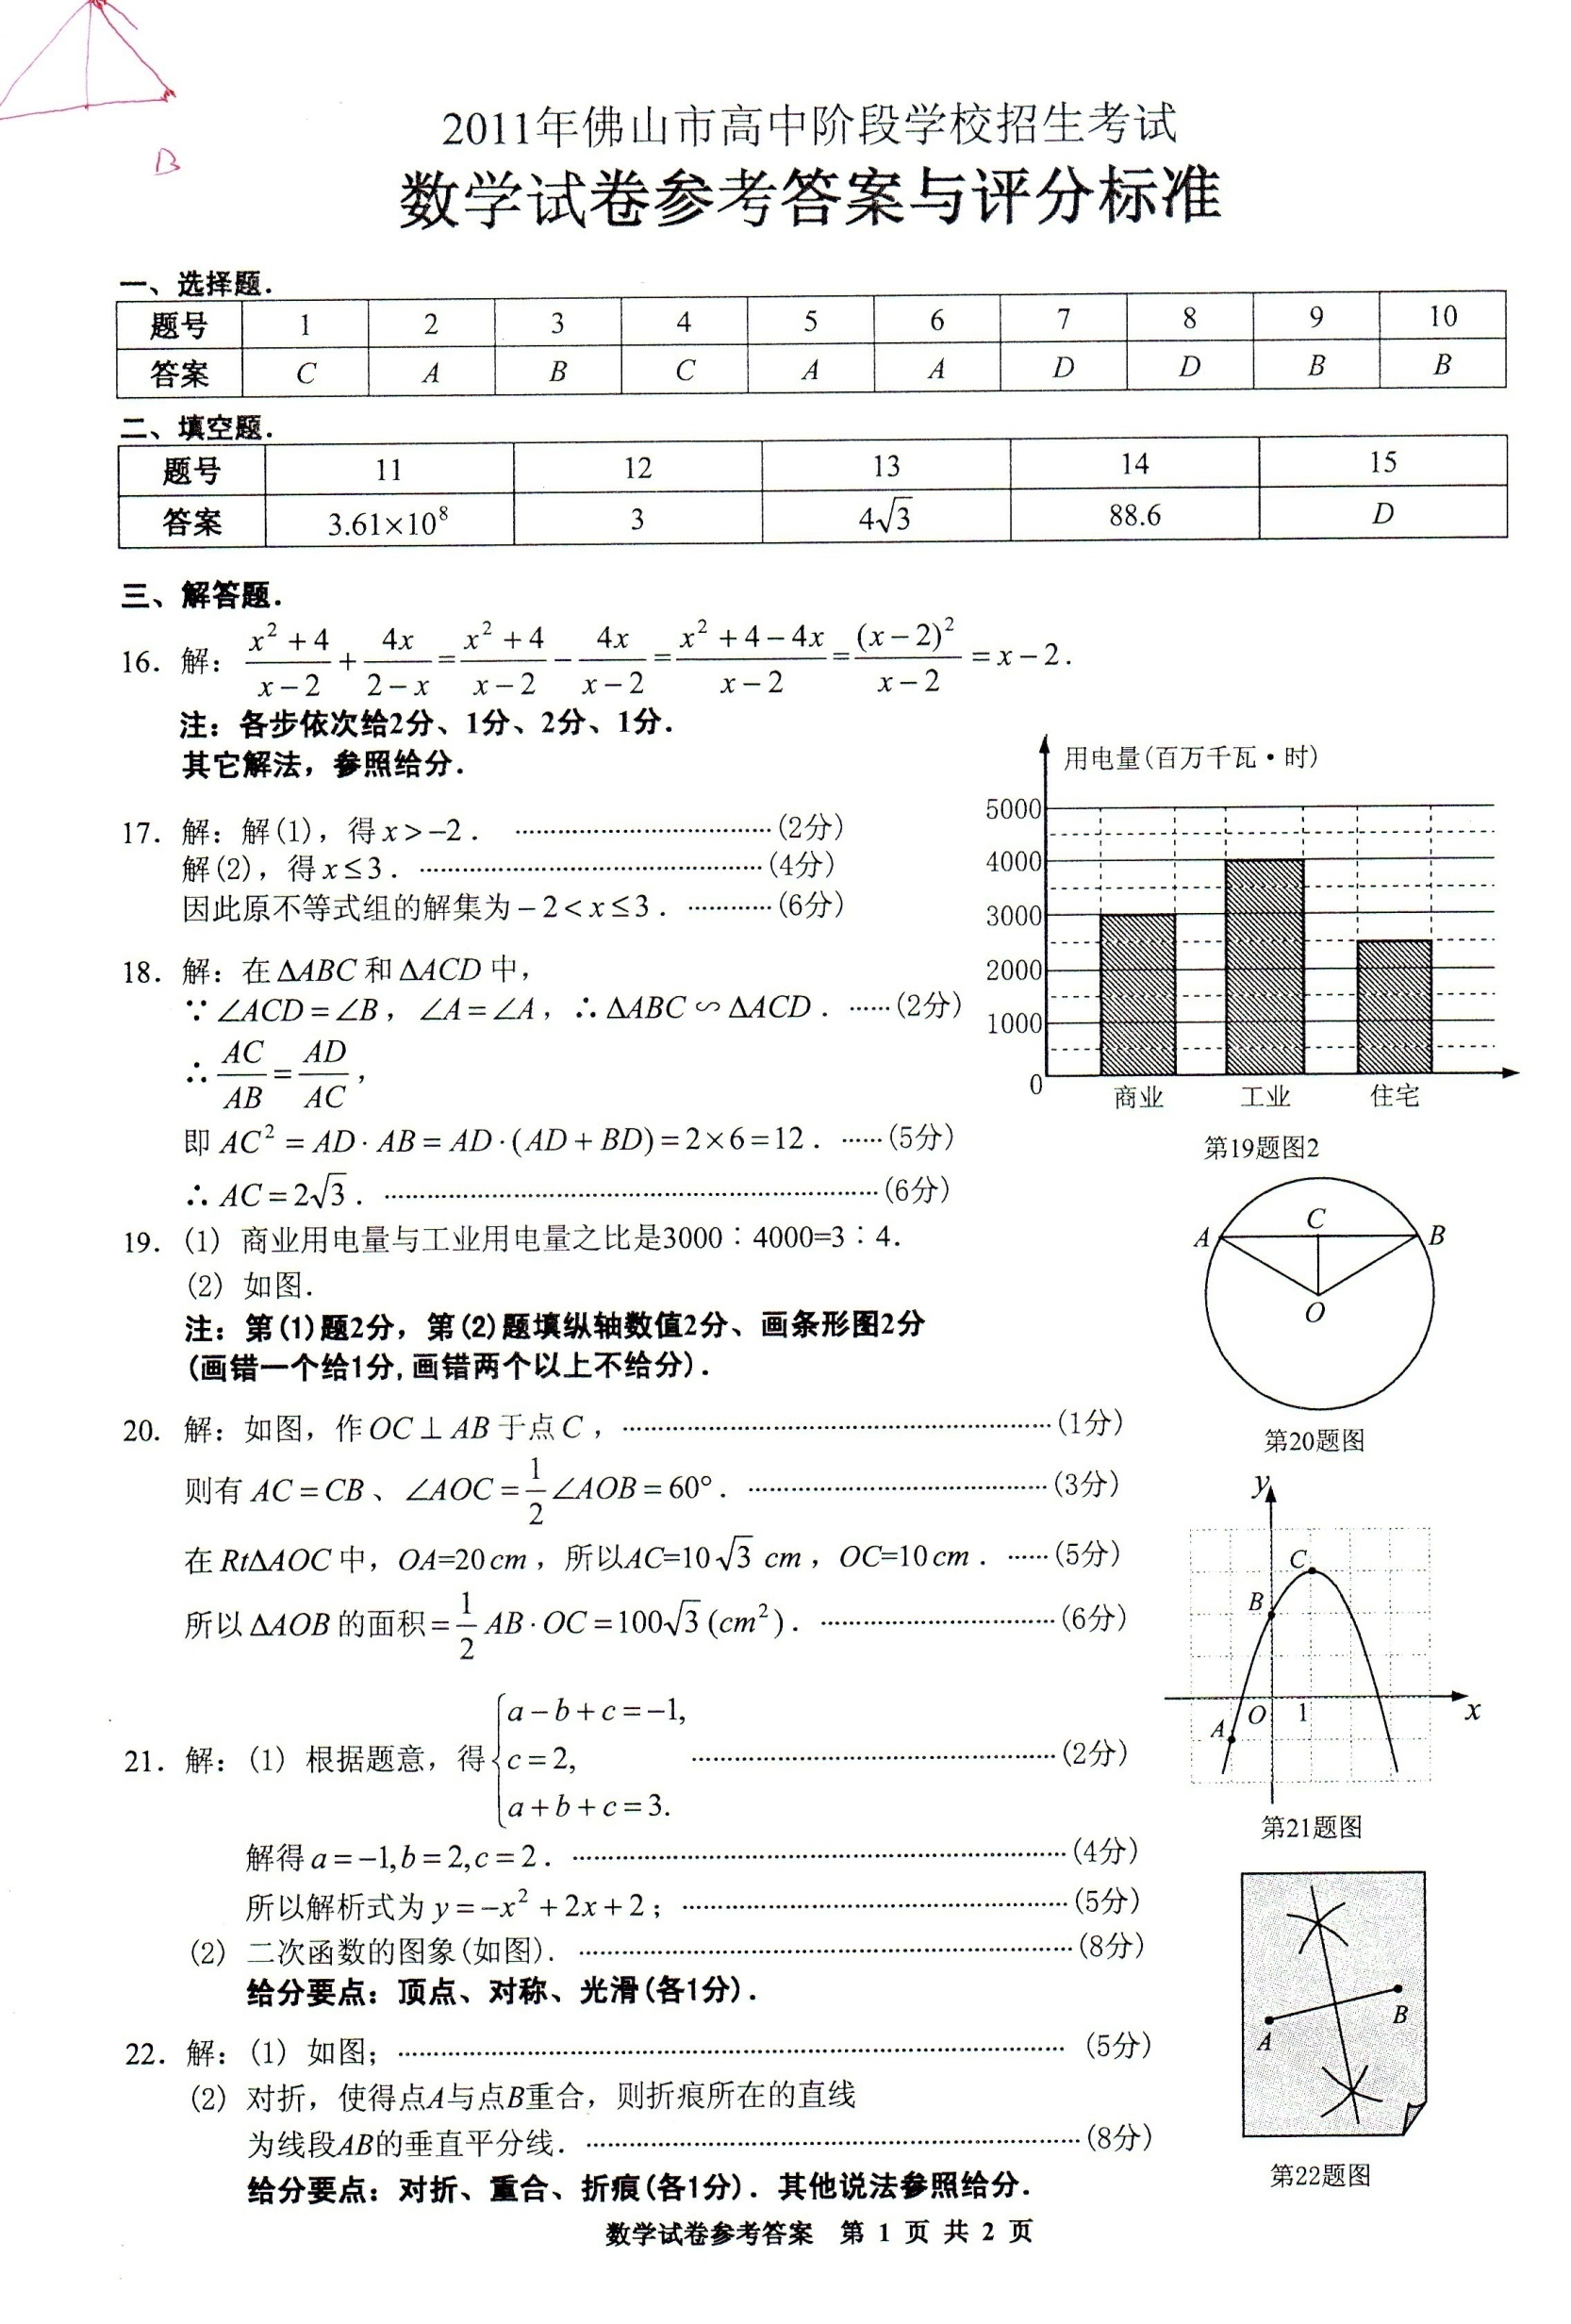 B
2011年佛山市高中阶段学校招生考试
数学试卷参考答案与评分标准
一、选择题.
题号 1 2 3 4 5 6 7 8 9 10
答案 C A B C A A D D B B
二、填空题.
题号 11 12 13 14 15
答案 3.61×10⁸ 3 4√3 88.6 D
三、解答题.
16. 解: (x²+4)/(x−2) + 4x/(2−x) = (x²+4)/(x−2) − 4x/(x−2) = (x²+4−4x)/(x−2) = (x−2)²/(x−2) = x−2.
注: 各步依次给2分、1分、2分、1分.
其它解法, 参照给分.
17. 解: 解(1), 得x>−2. ……(2分)
解(2), 得x≤3. ……(4分)
因此原不等式组的解集为−2<x≤3. ……(6分)
用电量(百万千瓦·时)
5000
4000
3000
2000
1000
0
商业 工业 住宅
第19题图2
18. 解: 在ΔABC和ΔACD中,
∵∠ACD=∠B, ∠A=∠A, ∴ΔABC∽ΔACD. ……(2分)
∴AC/AB=AD/AC,
即AC²=AD·AB=AD·(AD+BD)=2×6=12. ……(5分)
∴AC=2√3. ……(6分)
19. (1) 商业用电量与工业用电量之比是3000∶4000=3∶4.
(2) 如图.
注: 第(1)题2分, 第(2)题填纵轴数值2分、画条形图2分
(画错一个给1分, 画错两个以上不给分).
A C B
O
第20题图
20. 解: 如图, 作OC⊥AB于点C, ……(1分)
则有AC=CB、∠AOC=1/2∠AOB=60°. ……(3分)
在RtΔAOC中, OA=20cm, 所以AC=10√3 cm, OC=10cm. ……(5分)
所以ΔAOB的面积=1/2AB·OC=100√3(cm²). ……(6分)
y
C
B
A O 1 x
第21题图
21. 解: (1) 根据题意, 得{a−b+c=−1,
c=2,
a+b+c=3. ……(2分)
解得a=−1,b=2,c=2. ……(4分)
所以解析式为y=−x²+2x+2; ……(5分)
(2) 二次函数的图象(如图). ……(8分)
给分要点: 顶点、对称、光滑(各1分).
22. 解: (1) 如图; ……(5分)
(2) 对折, 使得点A与点B重合, 则折痕所在的直线
为线段AB的垂直平分线. ……(8分)
给分要点: 对折、重合、折痕(各1分). 其他说法参照给分.
A B
第22题图
数学试卷参考答案 第 1 页 共 2 页